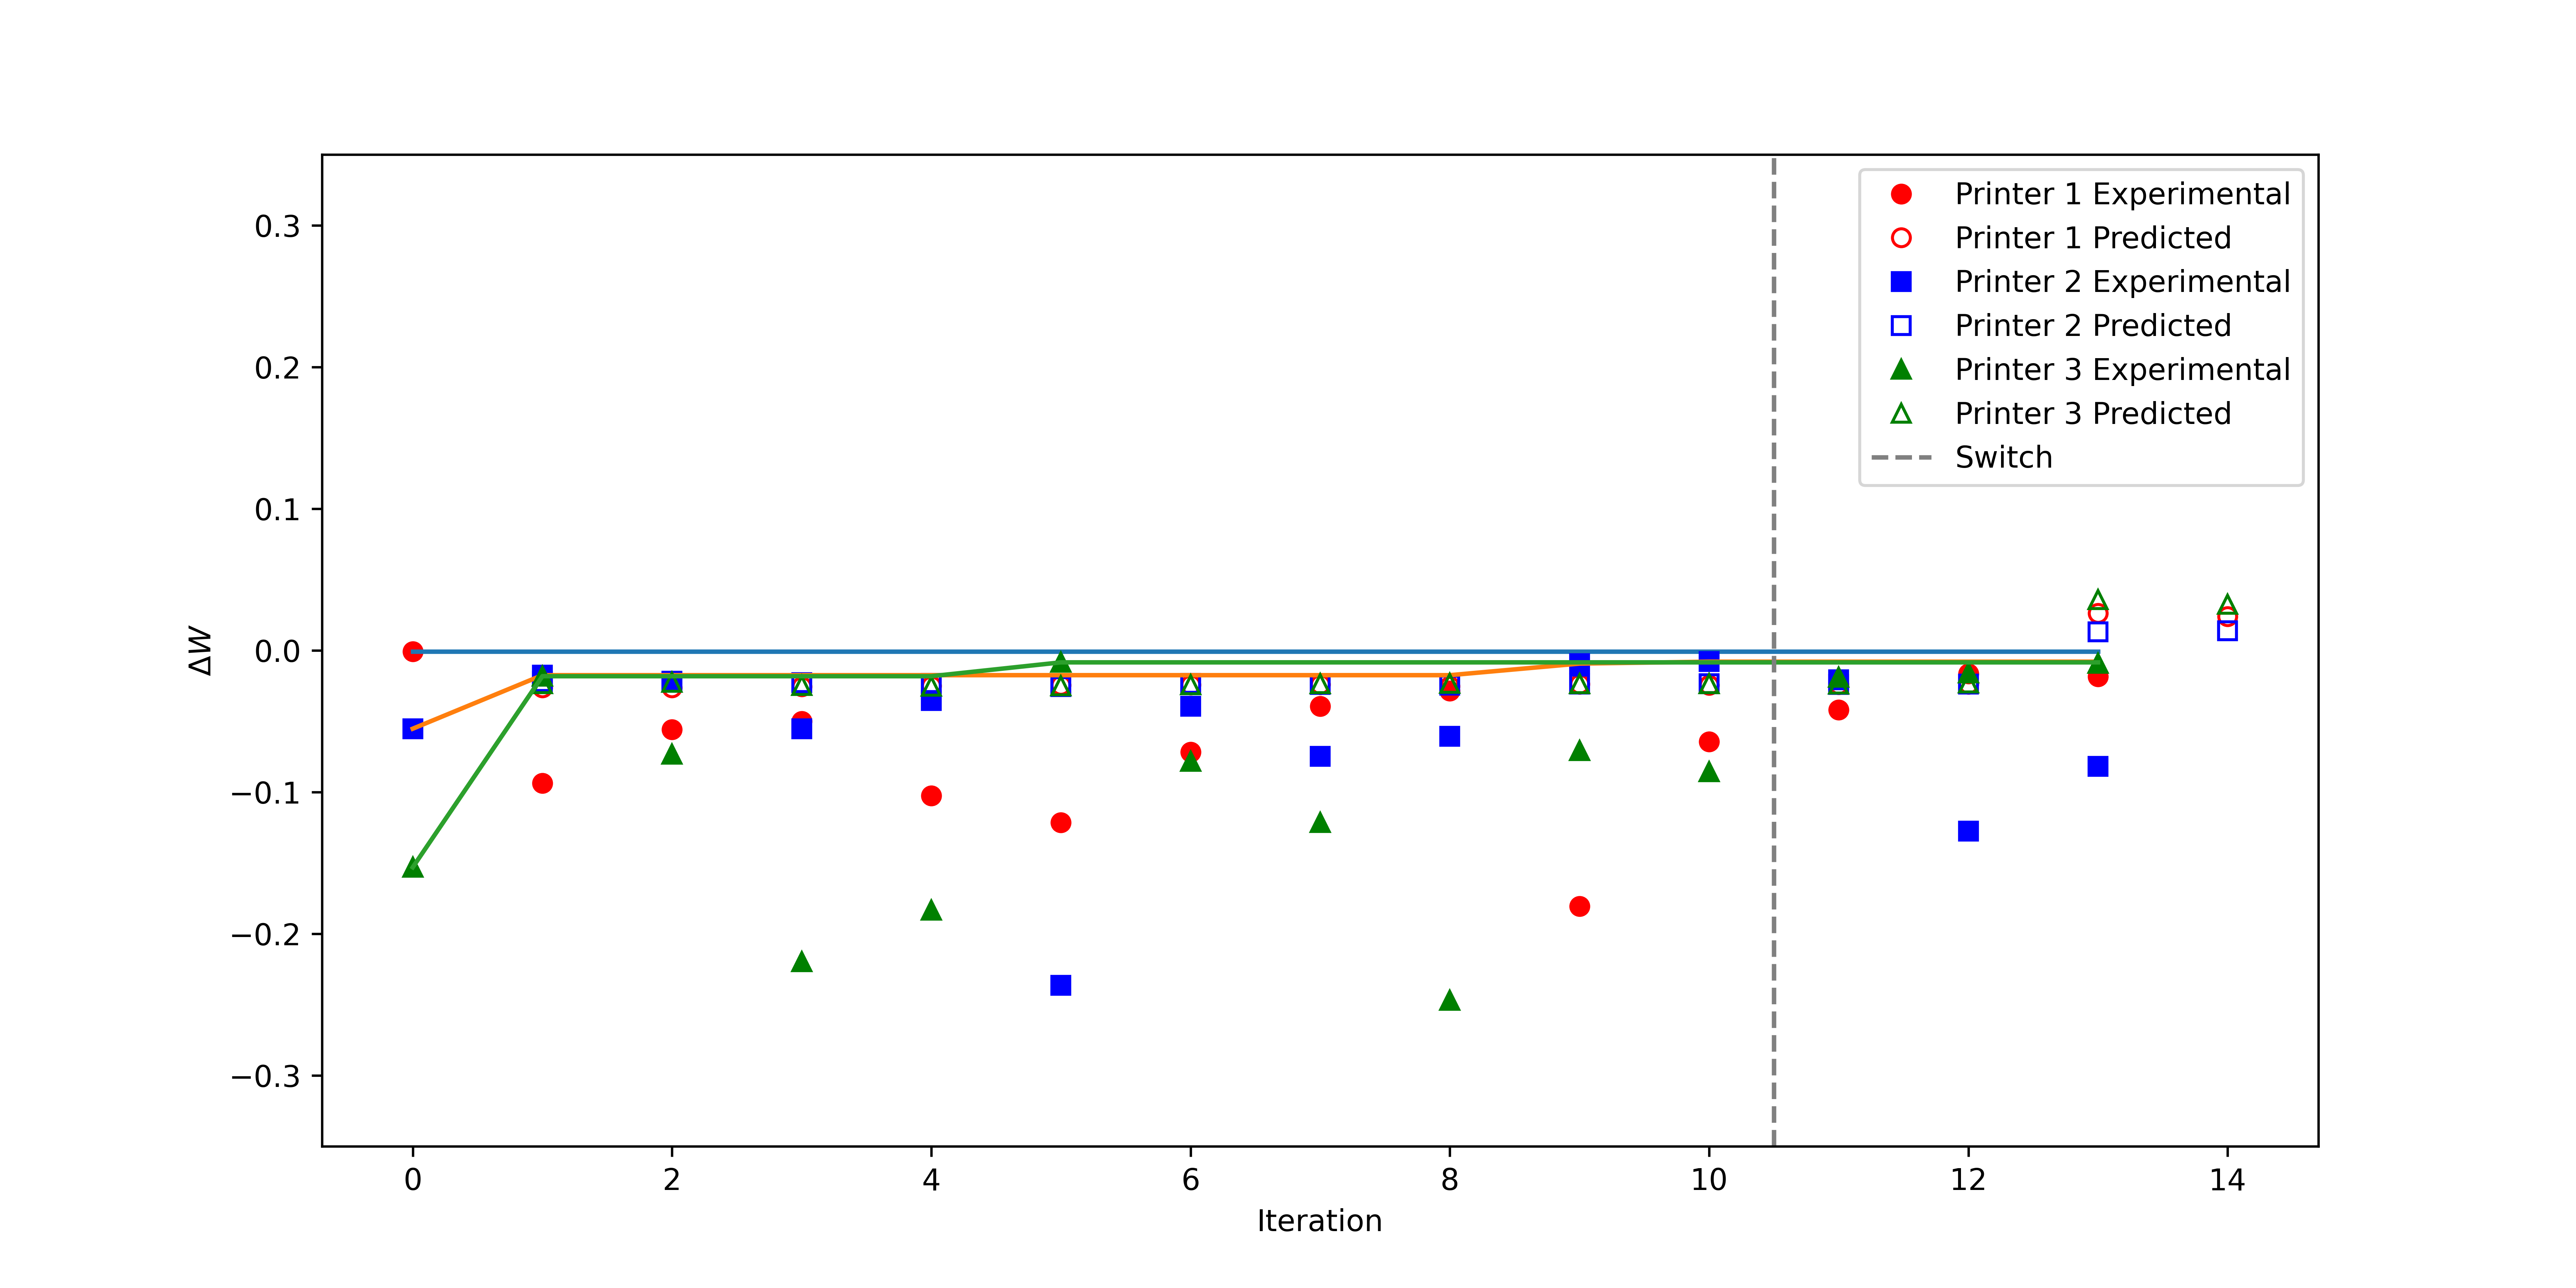 Printer 1 Experimental
Printer 1 Predicted
Printer 2 Experimental
Printer 2 Predicted
Printer 3 Experimental
Printer 3 Predicted
Switch
0.3
0.2
0.1
0.0
−0.1
−0.2
−0.3
ΔW
0 2 4 6 8 10 12 14
Iteration